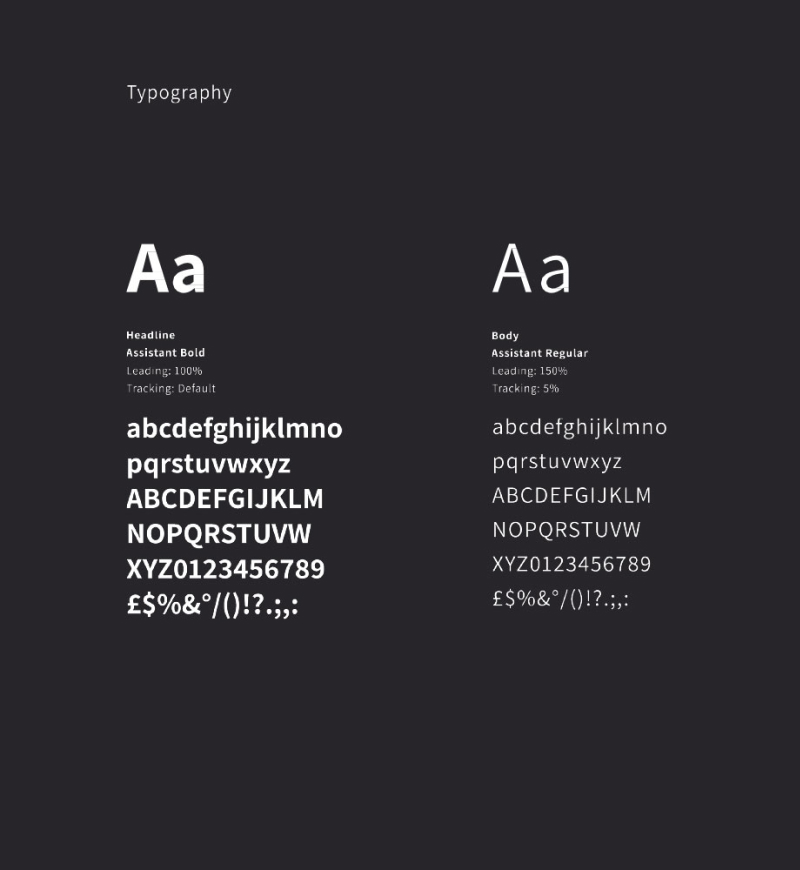 Typography
Aa
Headline
Assistant Bold
Leading: 100%
Tracking: Default
abcdefghijklmno
pqrstuvwxyz
ABCDEFGIJKLM
NOPQRSTUVW
XYZ0123456789
£$%&°/()!?.;,:
Aa
Body
Assistant Regular
Leading: 150%
Tracking: 5%
abcdefghijklmno
pqrstuvwxyz
ABCDEFGIJKLM
NOPQRSTUVW
XYZ0123456789
£$%&°/()!?.;,: